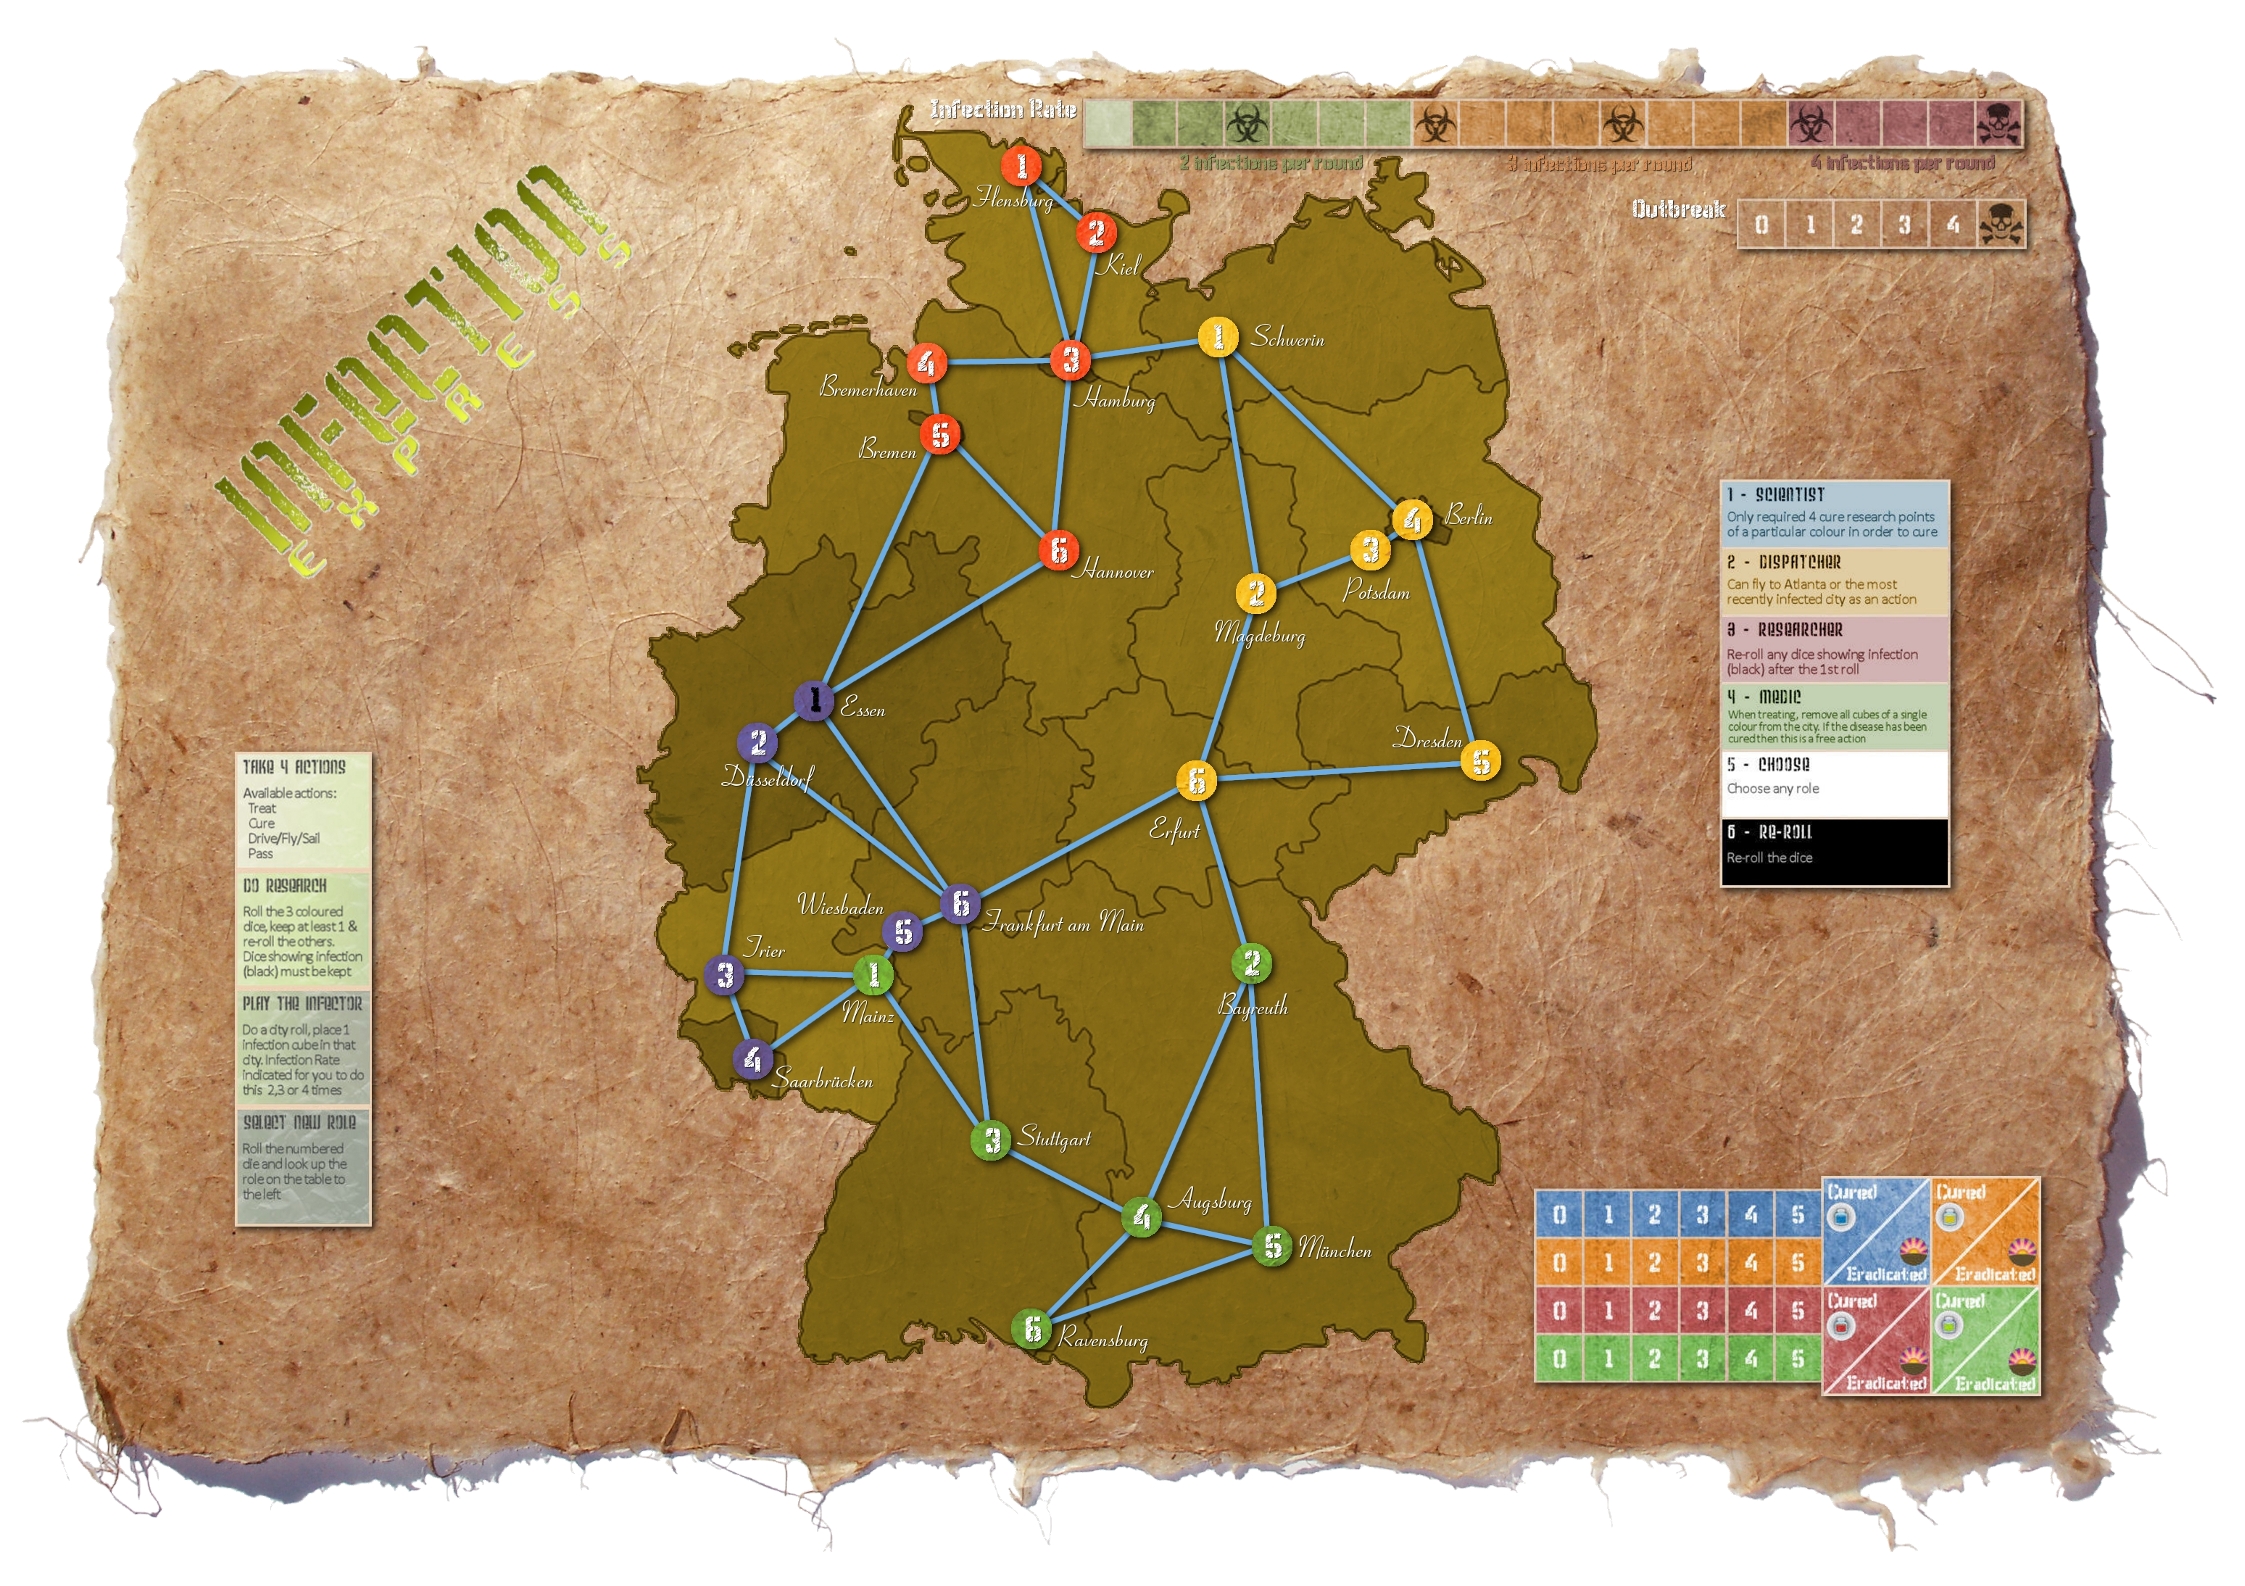 INFECTION
EXPRESS
Infection Rate
2 infections per round
3 infections per round
4 infections per round
Outbreak
0 1 2 3 4
1
Flensburg
2
Kiel
1
Schwerin
4
3
Bremerhaven
Hamburg
5
Bremen
4
Berlin
6
3
Hannover
2
Potsdam
Magdeburg
1
Essen
2
Düsseldorf
Dresden
5
6
Erfurt
Wiesbaden
6
5
Frankfurt am Main
Trier
3
1
2
Mainz
Bayreuth
4
Saarbrücken
3
Stuttgart
4
Augsburg
5
München
6
Ravensburg
1 - SCIENTIST
Only required 4 cure research points
of a particular colour in order to cure
2 - DISPATCHER
Can fly to Atlanta or the most
recently infected city as an action
3 - RESEARCHER
Re-roll any dice showing infection
(black) after the 1st roll
4 - MEDIC
When treating, remove all cubes of a single
colour from the city. If the disease has been
cured then this is a free action
5 - CHOOSE
Choose any role
6 - RE-ROLL
Re-roll the dice
TAKE 4 ACTIONS
Available actions:
Treat
Cure
Drive/Fly/Sail
Pass
DO RESEARCH
Roll the 3 coloured
dice, keep at least 1 &
re-roll the others.
Dice showing infection
(black) must be kept
PLAY THE INFECTOR
Do a city roll, place 1
infection cube in that
city. Infection Rate
indicated for you to do
this 2,3 or 4 times
SELECT NEW ROLE
Roll the numbered
die and look up the
role on the table to
the left
0 1 2 3 4 5
0 1 2 3 4 5
0 1 2 3 4 5
0 1 2 3 4 5
Cured
Eradicated
Cured
Eradicated
Cured
Eradicated
Cured
Eradicated